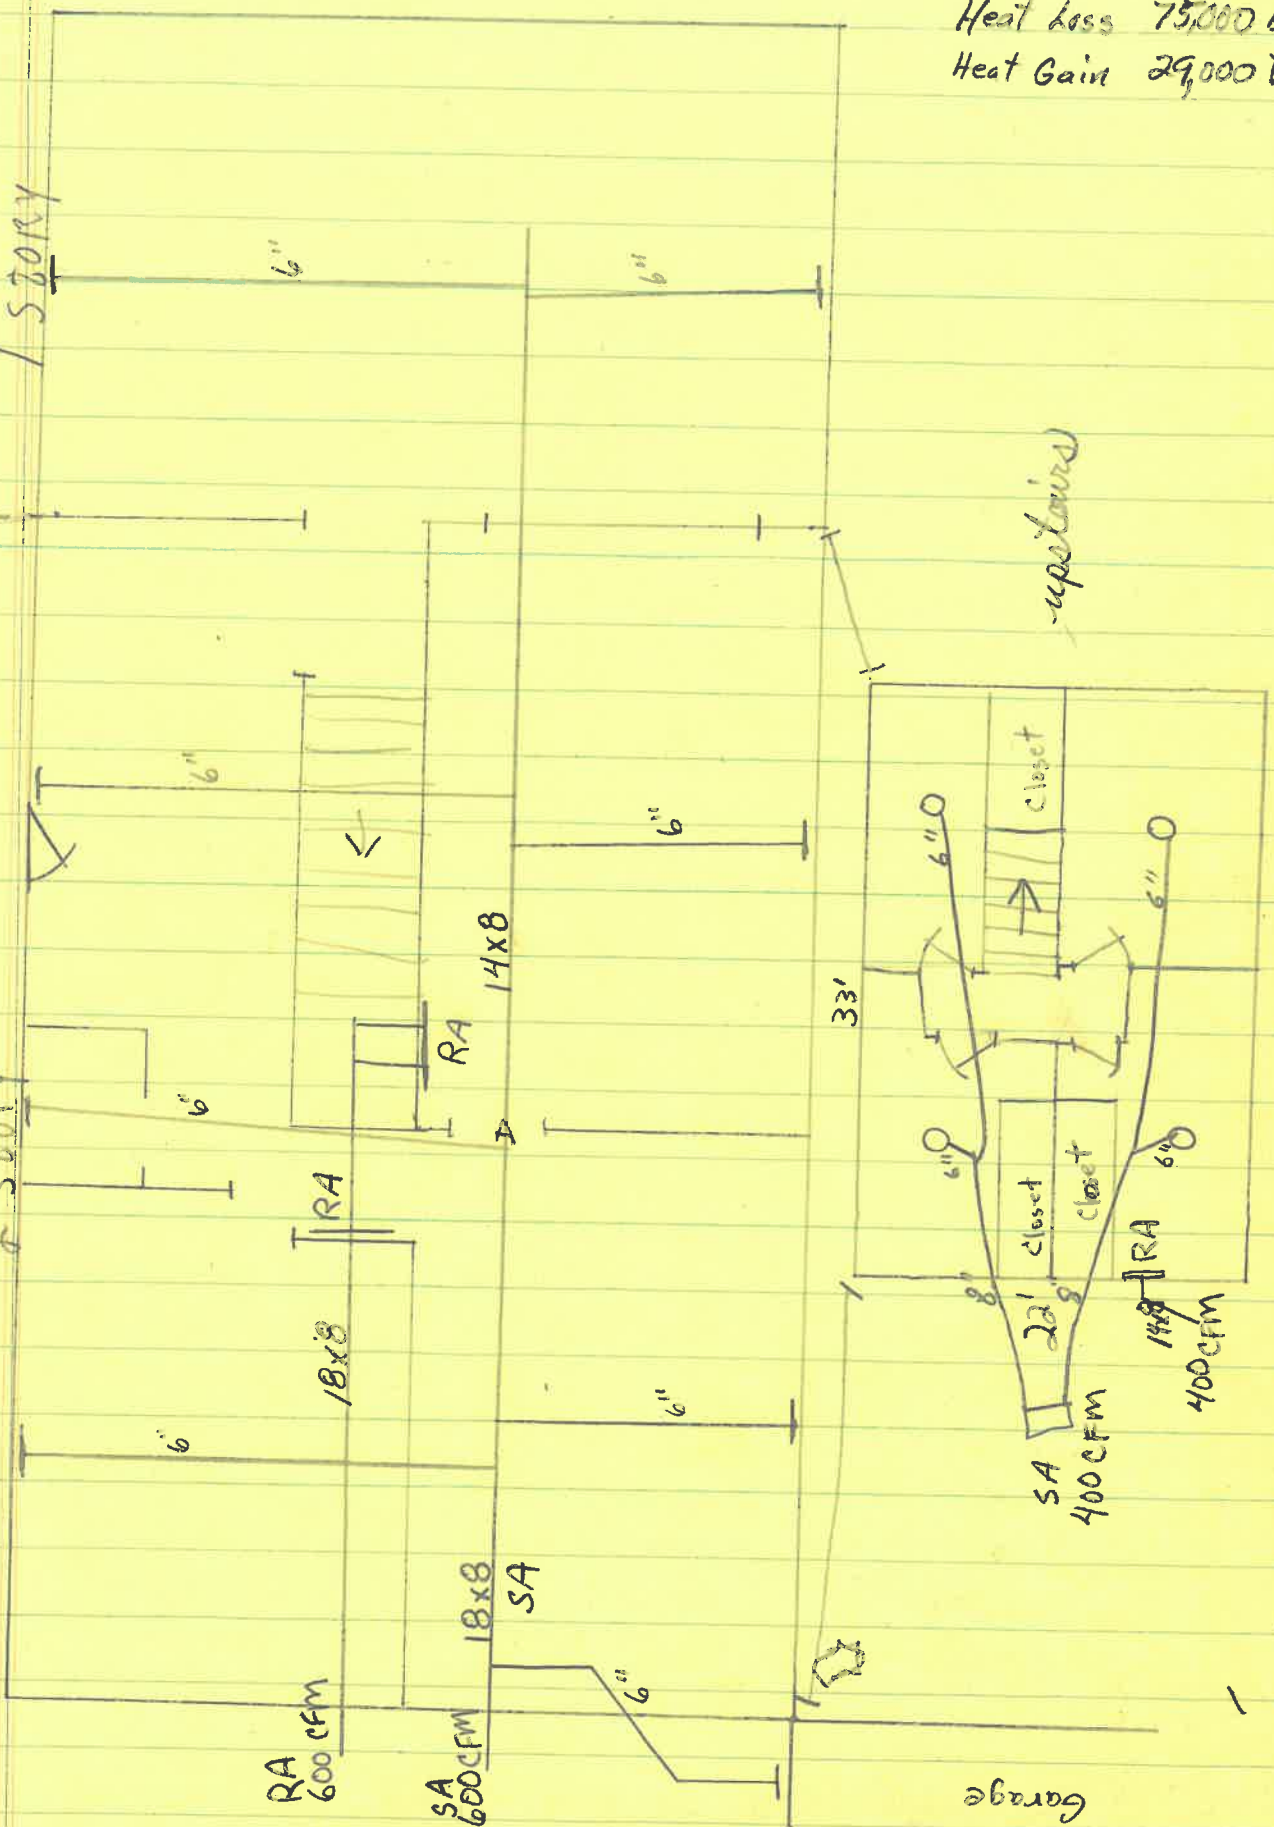 Heat Loss 75,000
Heat Gain 29,000
1 STORY
6"
6"
6"
6"
14x8
RA
6"
RA
18x8
6"
6"
18x8
SA
RA
600 CFM
SA
600 CFM
6"
Garage
upstairs
33'
Closet
6"
6"
6"
6"
Closet
Closet
8"
22'
8"
RA
14x8
400 CFM
SA
400 CFM